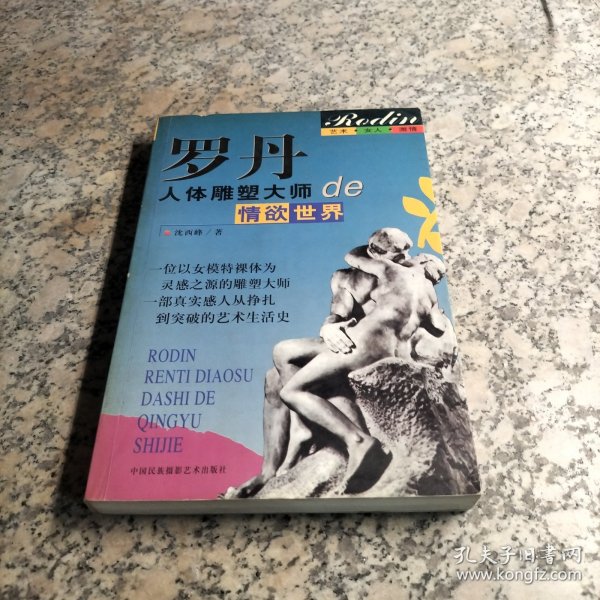 Rodin
艺术·女人·激情
罗丹
人体雕塑大师de
情欲世界
沈西峰/著
一位以女模特裸体为
灵感之源的雕塑大师
一部真实感人从挣扎
到突破的艺术生活史
RODIN
RENTI DIAOSU
DASHI DE
QINGYU
SHIJIE
中国民族摄影艺术出版社
孔夫子旧书网
www.kongfz.com